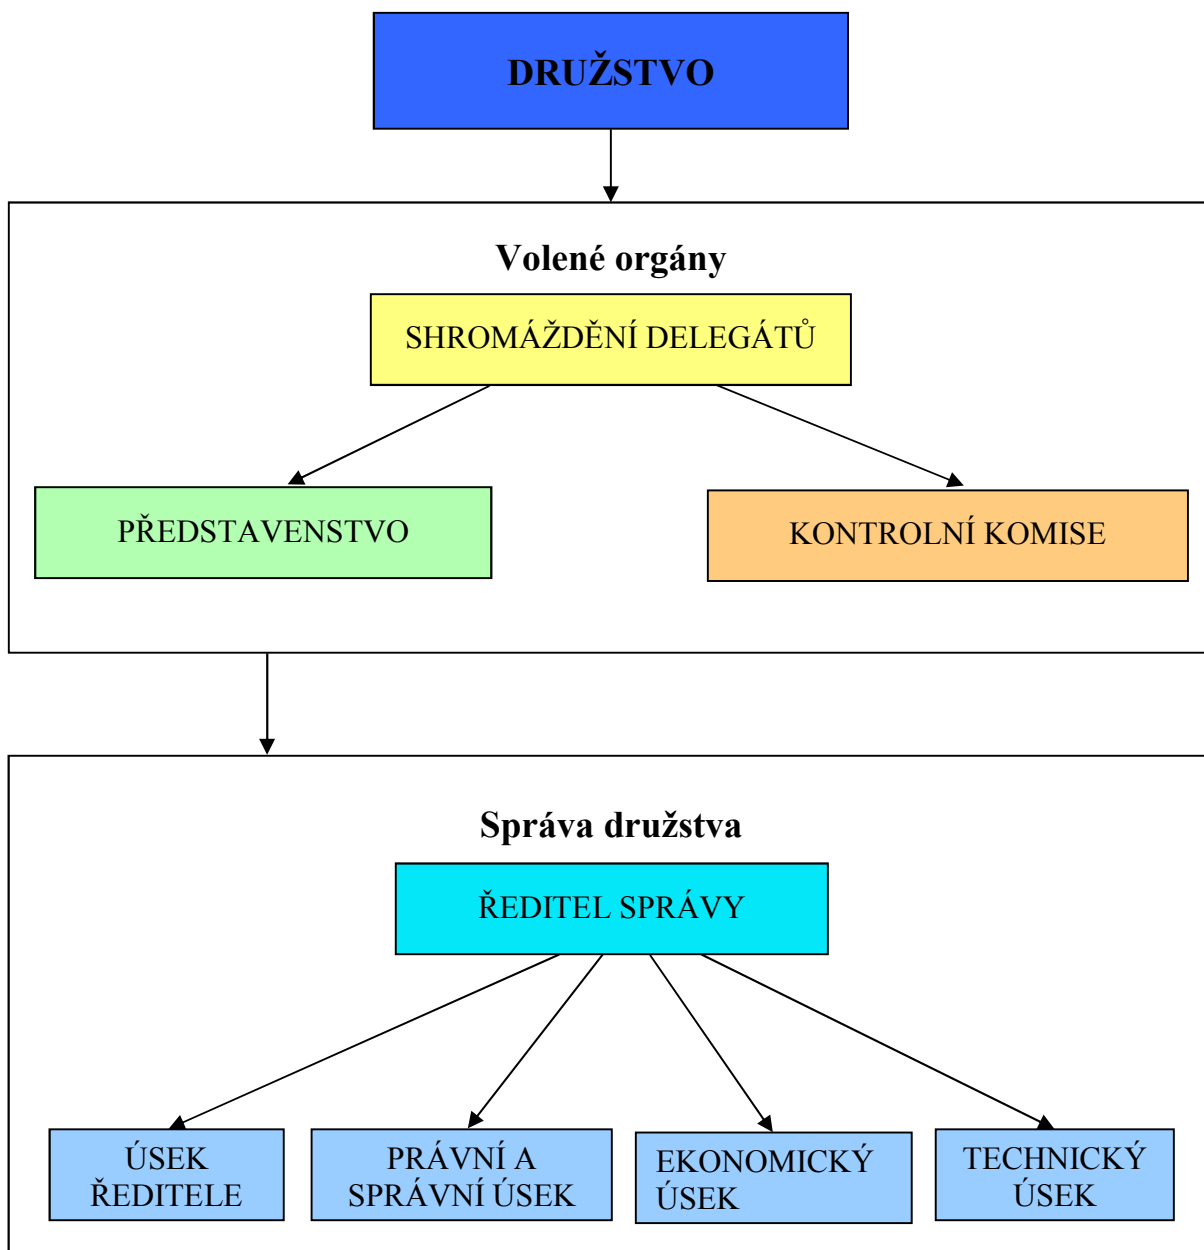 DRUŽSTVO
Volené orgány
SHROMÁŽDĚNÍ DELEGÁTŮ
PŘEDSTAVENSTVO
KONTROLNÍ KOMISE
Správa družstva
ŘEDITEL SPRÁVY
ÚSEK
ŘEDITELE
PRÁVNÍ A
SPRÁVNÍ ÚSEK
EKONOMICKÝ
ÚSEK
TECHNICKÝ
ÚSEK